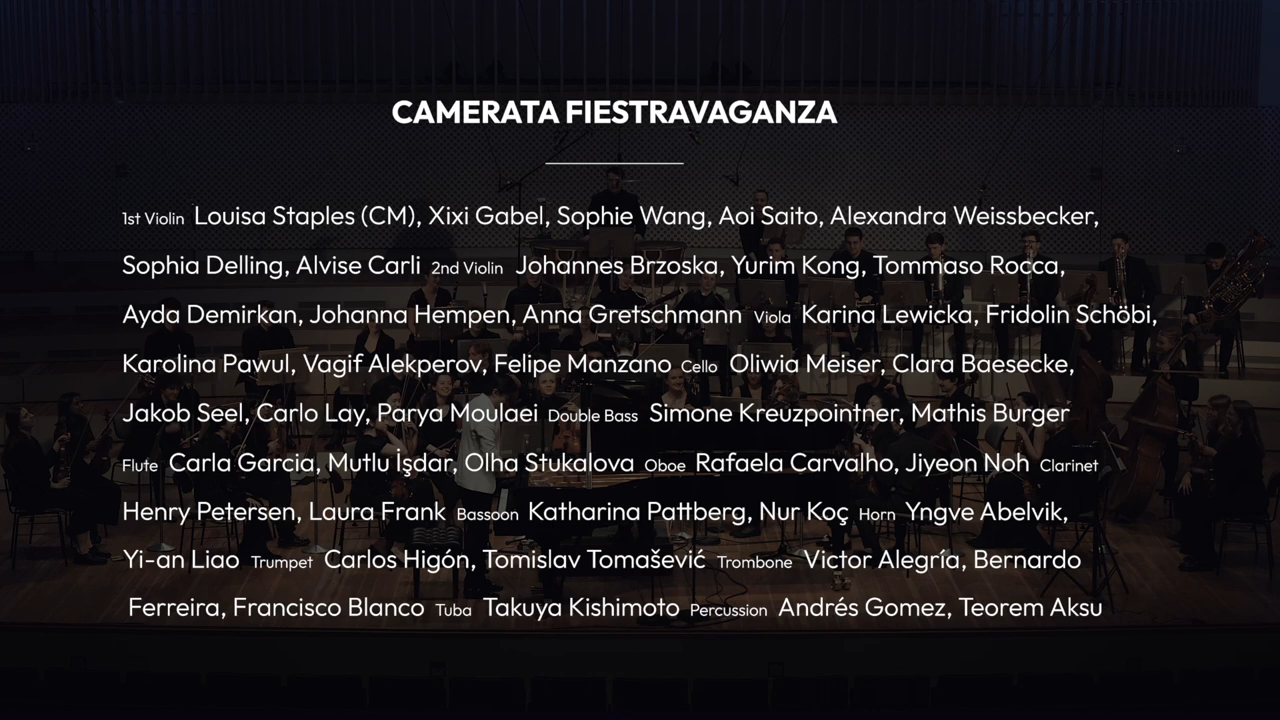 CAMERATA FIESTRAVAGANZA
1st Violin Louisa Staples (CM), Xixi Gabel, Sophie Wang, Aoi Saito, Alexandra Weissbecker,
Sophia Delling, Alvise Carli 2nd Violin Johannes Brzoska, Yurim Kong, Tommaso Rocca,
Ayda Demirkan, Johanna Hempen, Anna Gretschmann Viola Karina Lewicka, Fridolin Schöbi,
Karolina Pawul, Vagif Alekperov, Felipe Manzano Cello Oliwia Meiser, Clara Baesecke,
Jakob Seel, Carlo Lay, Parya Moulaei Double Bass Simone Kreuzpointner, Mathis Burger
Flute Carla Garcia, Mutlu İşdar, Olha Stukalova Oboe Rafaela Carvalho, Jiyeon Noh Clarinet
Henry Petersen, Laura Frank Bassoon Katharina Pattberg, Nur Koç Horn Yngve Abelvik,
Yi-an Liao Trumpet Carlos Higón, Tomislav Tomašević Trombone Victor Alegría, Bernardo
Ferreira, Francisco Blanco Tuba Takuya Kishimoto Percussion Andrés Gomez, Teorem Aksu